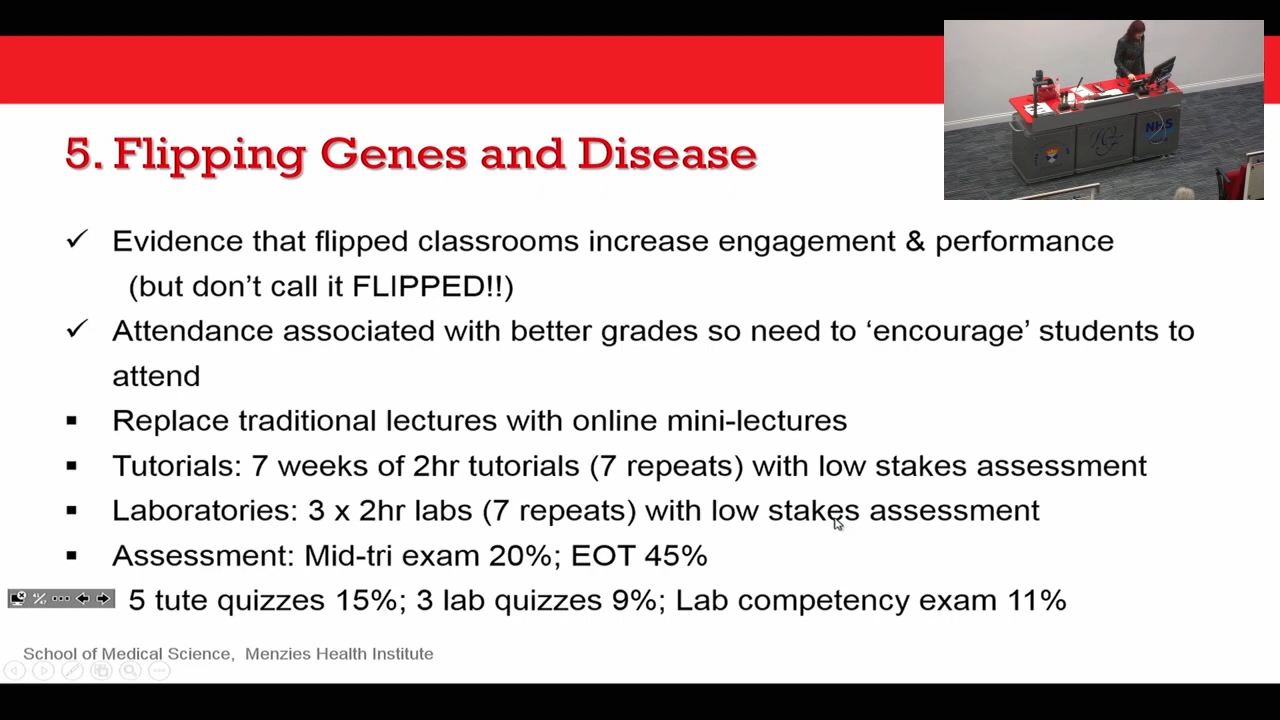 5. Flipping Genes and Disease
✓ Evidence that flipped classrooms increase engagement & performance
(but don't call it FLIPPED!!)
✓ Attendance associated with better grades so need to 'encourage' students to
attend
▪ Replace traditional lectures with online mini-lectures
▪ Tutorials: 7 weeks of 2hr tutorials (7 repeats) with low stakes assessment
▪ Laboratories: 3 x 2hr labs (7 repeats) with low stakes assessment
▪ Assessment: Mid-tri exam 20%; EOT 45%
5 tute quizzes 15%; 3 lab quizzes 9%; Lab competency exam 11%
School of Medical Science, Menzies Health Institute
NHS